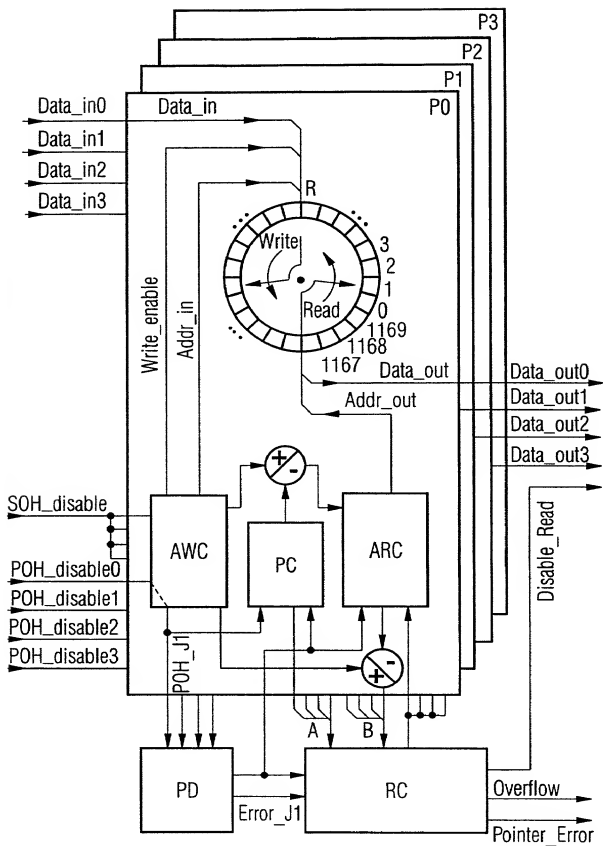 P3
P2
P1
P0
Data_in0
Data_in
Data_in1
Data_in2
Data_in3
R
Write
Read
3
2
1
0
1169
1168
1167
Write_enable
Addr_in
Data_out
Data_out0
Addr_out
Data_out1
Data_out2
Data_out3
+
-
SOH_disable
AWC
PC
ARC
Disable_Read
POH_disable0
POH_disable1
POH_disable2
POH_disable3
POH_J1
-
+
A
B
PD
RC
Error_J1
Overflow
Pointer_Error